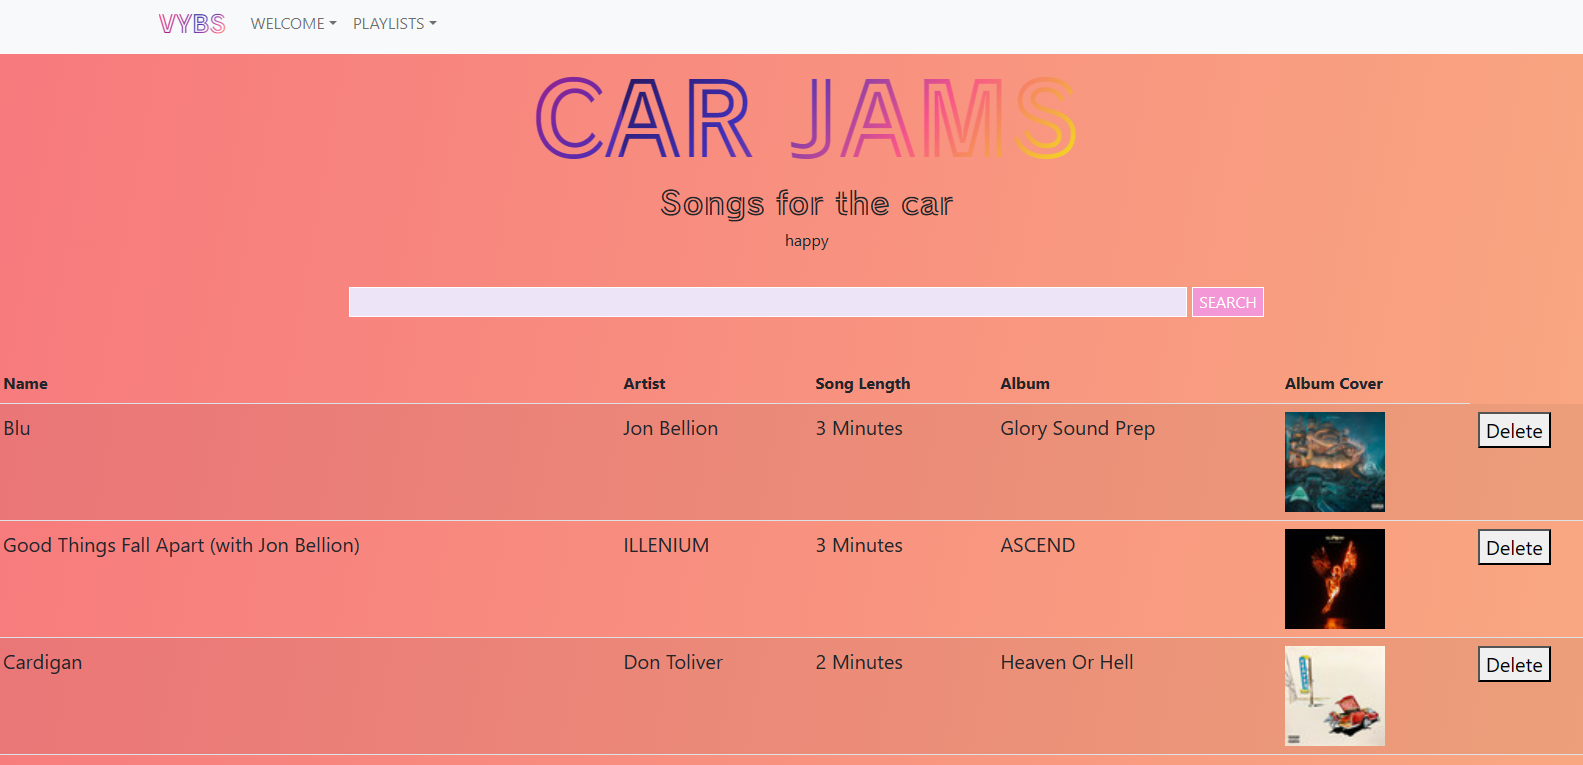 VYBS WELCOME PLAYLISTS
CAR JAMS
Songs for the car
happy
SEARCH
Name Artist Song Length Album Album Cover
Blu Jon Bellion 3 Minutes Glory Sound Prep Delete
Good Things Fall Apart (with Jon Bellion) ILLENIUM 3 Minutes ASCEND Delete
Cardigan Don Toliver 2 Minutes Heaven Or Hell Delete